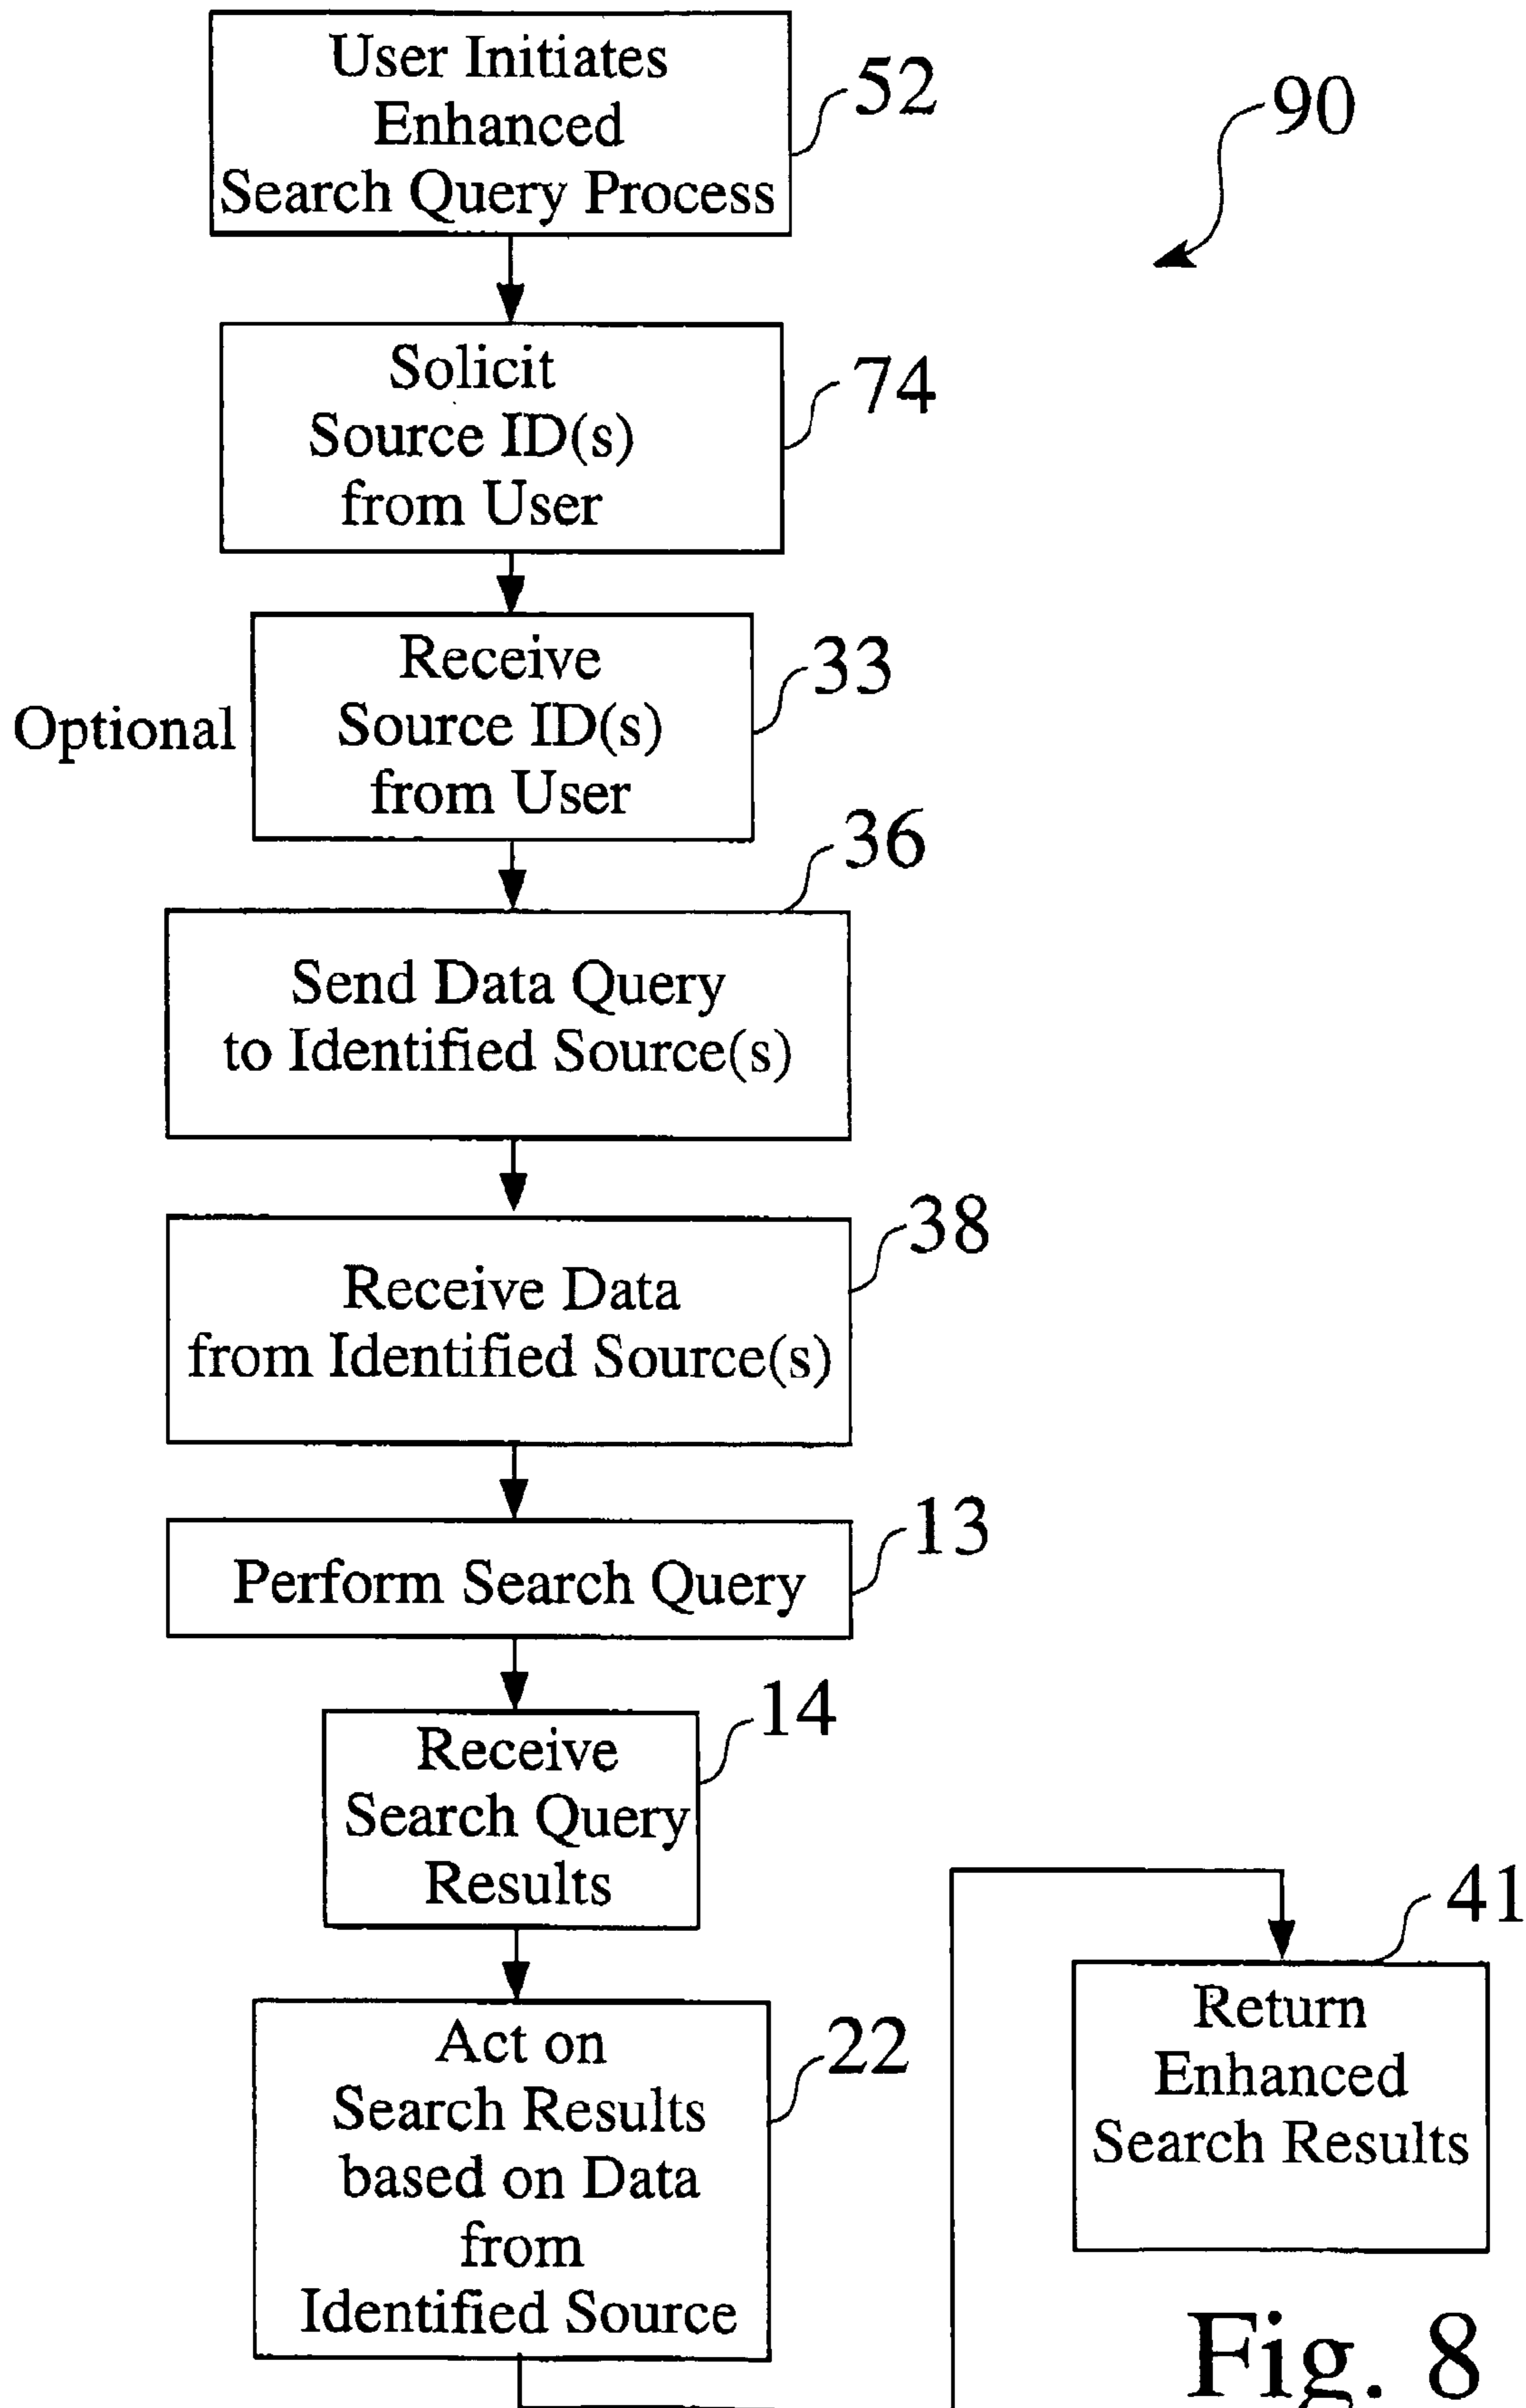 User Initiates
Enhanced
Search Query Process
52
90
Solicit
Source ID(s)
from User
74
Optional
Receive
Source ID(s)
from User
33
36
Send Data Query
to Identified Source(s)
38
Receive Data
from Identified Source(s)
13
Perform Search Query
14
Receive
Search Query
Results
41
Return
Enhanced
Search Results
22
Act on
Search Results
based on Data
from
Identified Source
Fig. 8